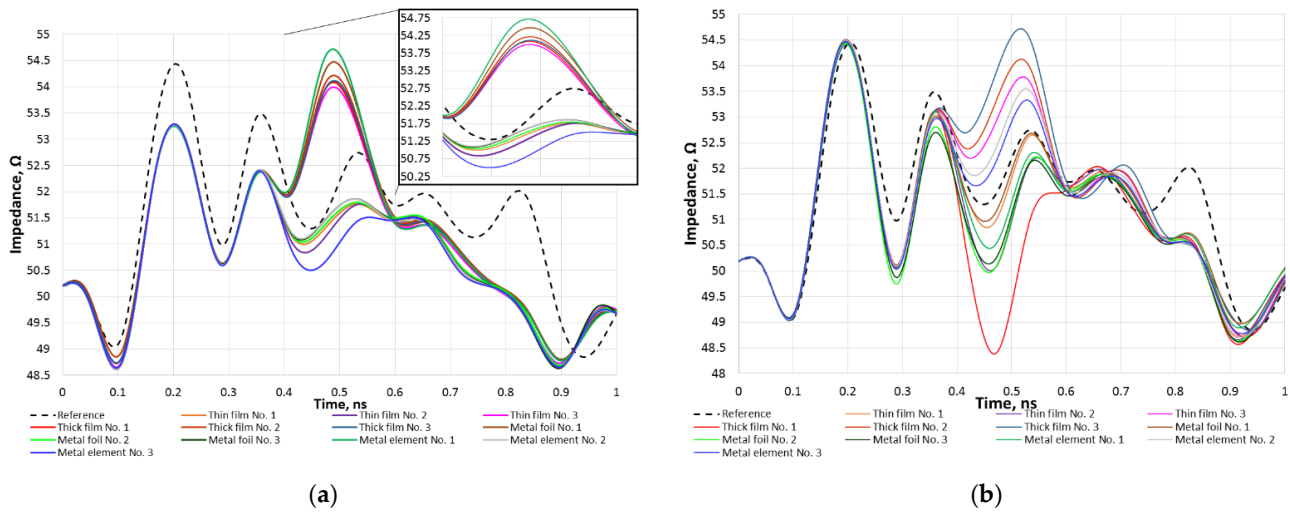 55
54.5
54
53.5
53
52.5
52
51.5
51
50.5
50
49.5
49
48.5
Impedance, Ω
54.75
54.25
53.75
53.25
52.75
52.25
51.75
51.25
50.75
50.25
0 0.1 0.2 0.3 0.4 0.5 0.6 0.7 0.8 0.9 1
Time, ns
Reference Thin film No. 1 Thin film No. 2 Thin film No. 3
Thick film No. 1 Thick film No. 2 Thick film No. 3 Metal foil No. 1
Metal foil No. 2 Metal foil No. 3 Metal element No. 1 Metal element No. 2
Metal element No. 3
(a)
55
54.5
54
53.5
53
52.5
52
51.5
51
50.5
50
49.5
49
48.5
48
Impedance, Ω
0 0.1 0.2 0.3 0.4 0.5 0.6 0.7 0.8 0.9 1
Time, ns
Reference Thin film No. 1 Thin film No. 2 Thin film No. 3
Thick film No. 1 Thick film No. 2 Thick film No. 3 Metal foil No. 1
Metal foil No. 2 Metal foil No. 3 Metal element No. 1 Metal element No. 2
Metal element No. 3
(b)